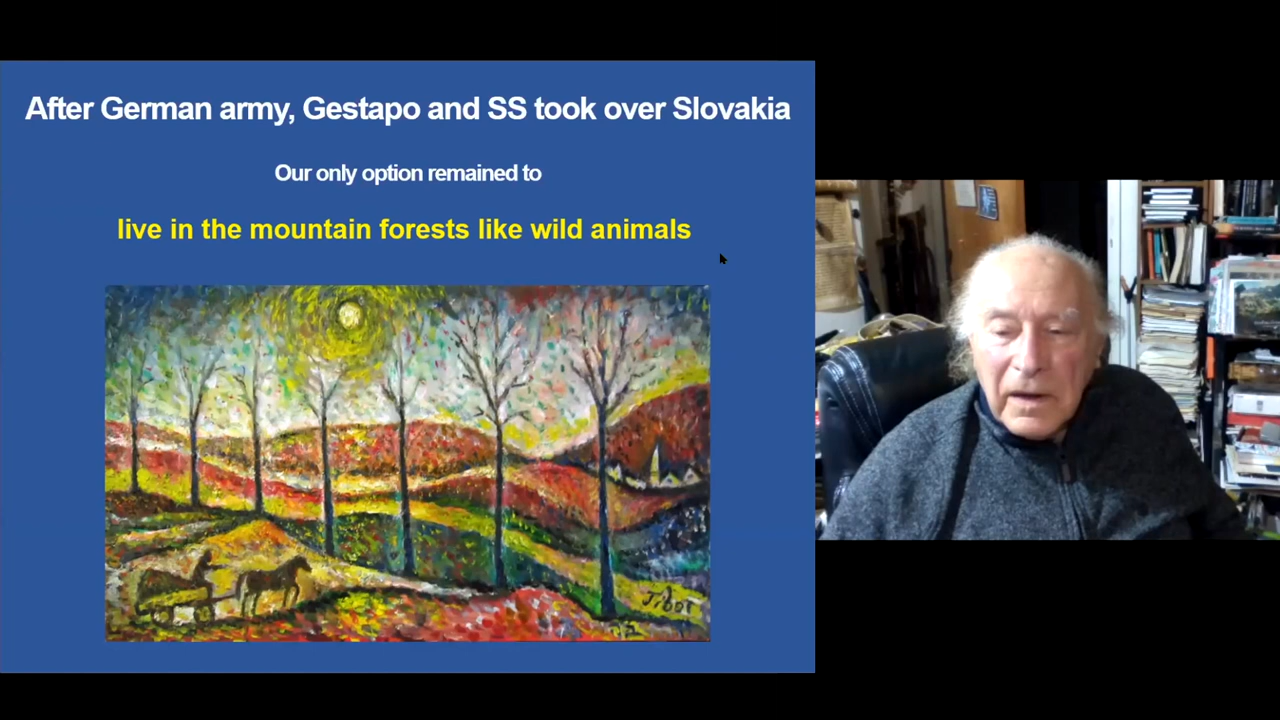 After German army, Gestapo and SS took over Slovakia
Our only option remained to
live in the mountain forests like wild animals
Tibor